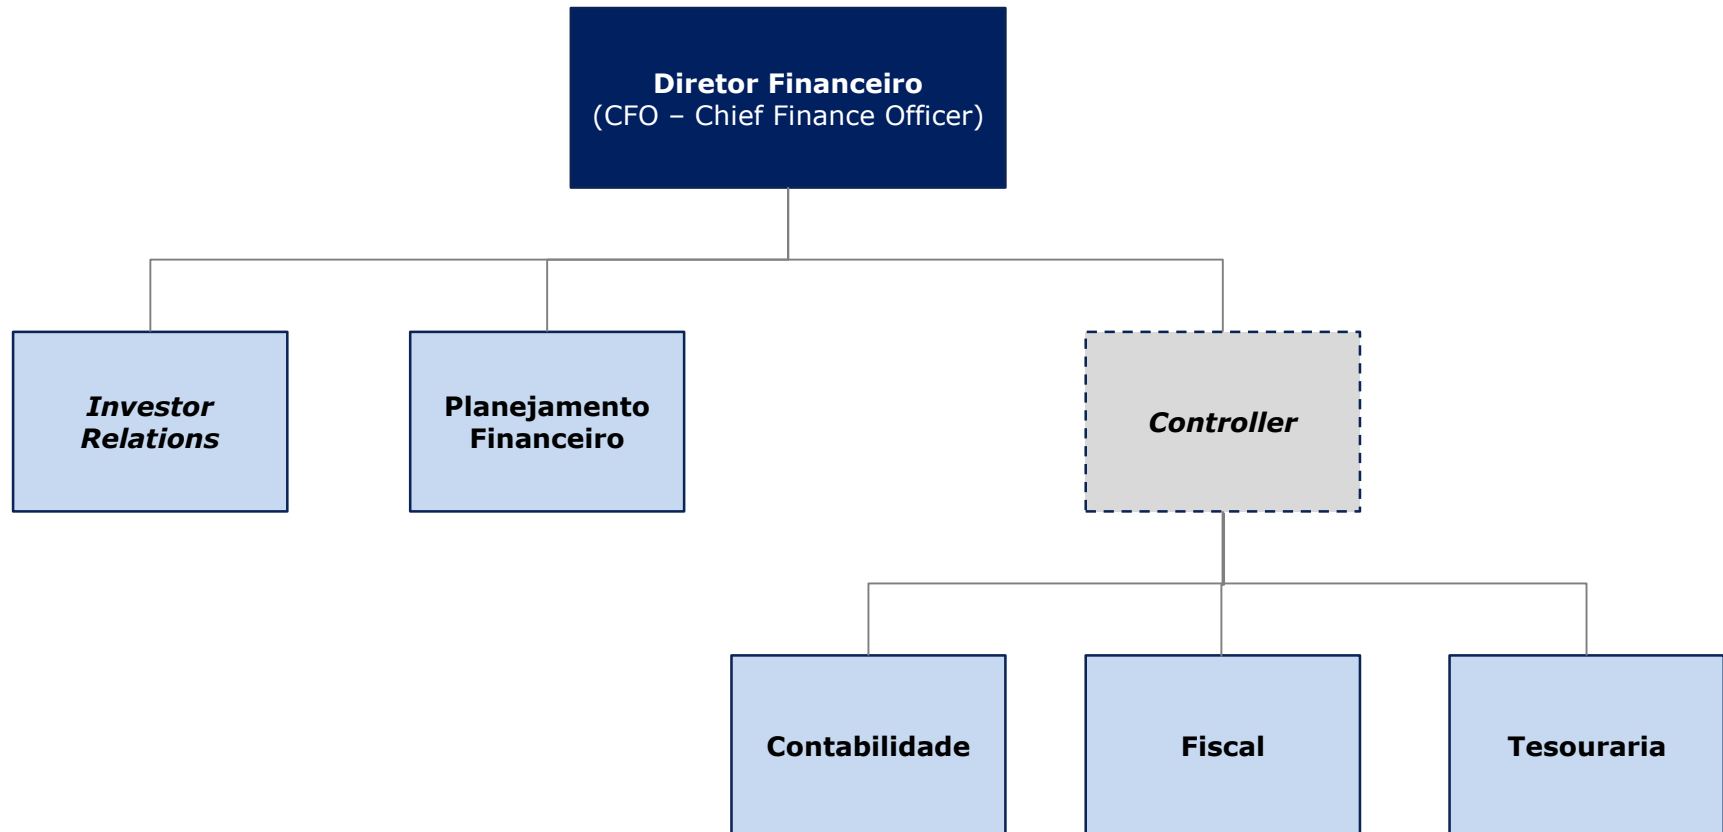 Diretor Financeiro
(CFO – Chief Finance Officer)
Investor
Relations
Planejamento
Financeiro
Controller
Contabilidade
Fiscal
Tesouraria